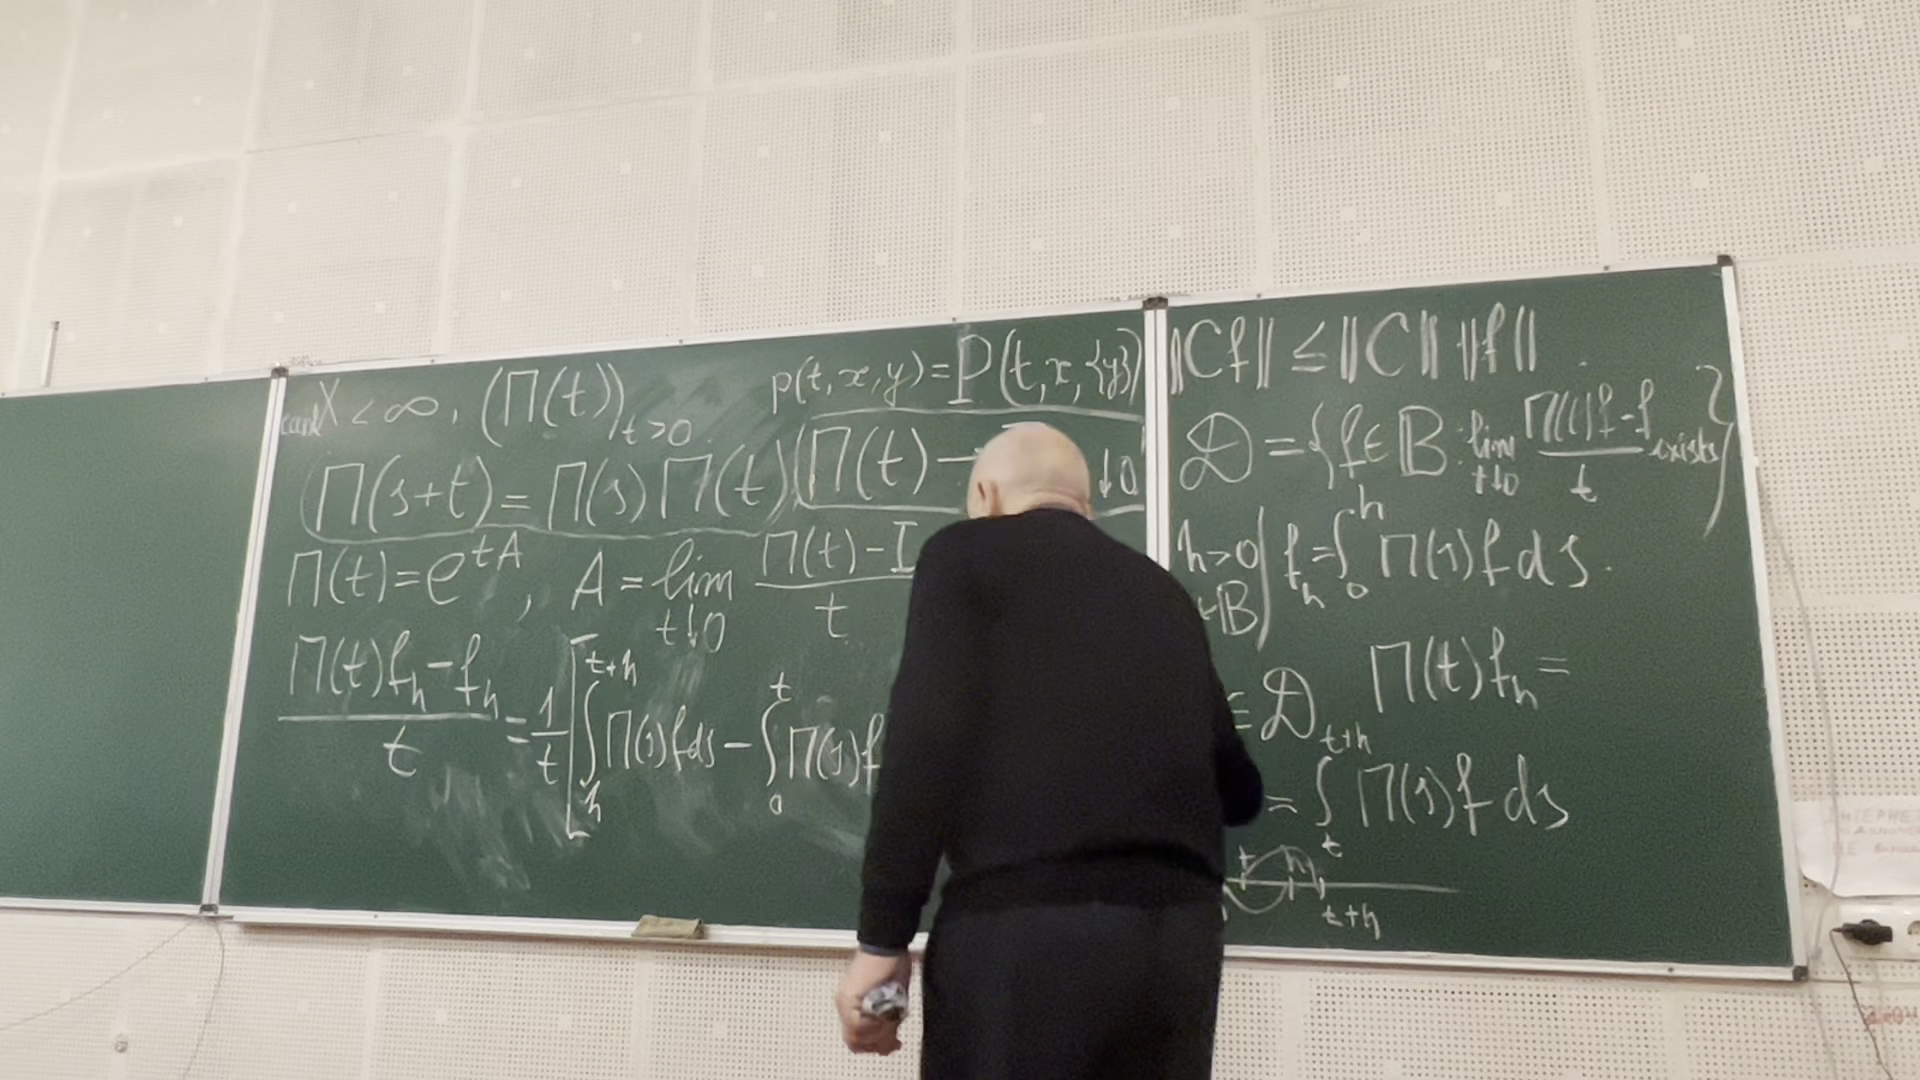 card X < ∞, (Π(t))_{t>0}
p(t, x, y) = P(t, x, {y})
Π(s+t) = Π(s) Π(t)
Π(t) –
↓0
Π(t) = e^{tA}, A = lim_{t↓0} (Π(t) – I)/t
(Π(t)f_h – f_h)/t = 1/t [∫_h^{t+h} Π(s)f ds – ∫_0^t Π(s)f
‖Cf‖ ≤ ‖C‖ ‖f‖
𝒟 = {f ∈ 𝔹 : lim_{t↓0} (Π(t)f – f)/t exists}
h>0 | f_h = ∫_0^h Π(s)f ds.
∈ 𝔹
∈ 𝒟 Π(t)f_h =
= ∫_t^{t+h} Π(s)f ds
t h
t+h